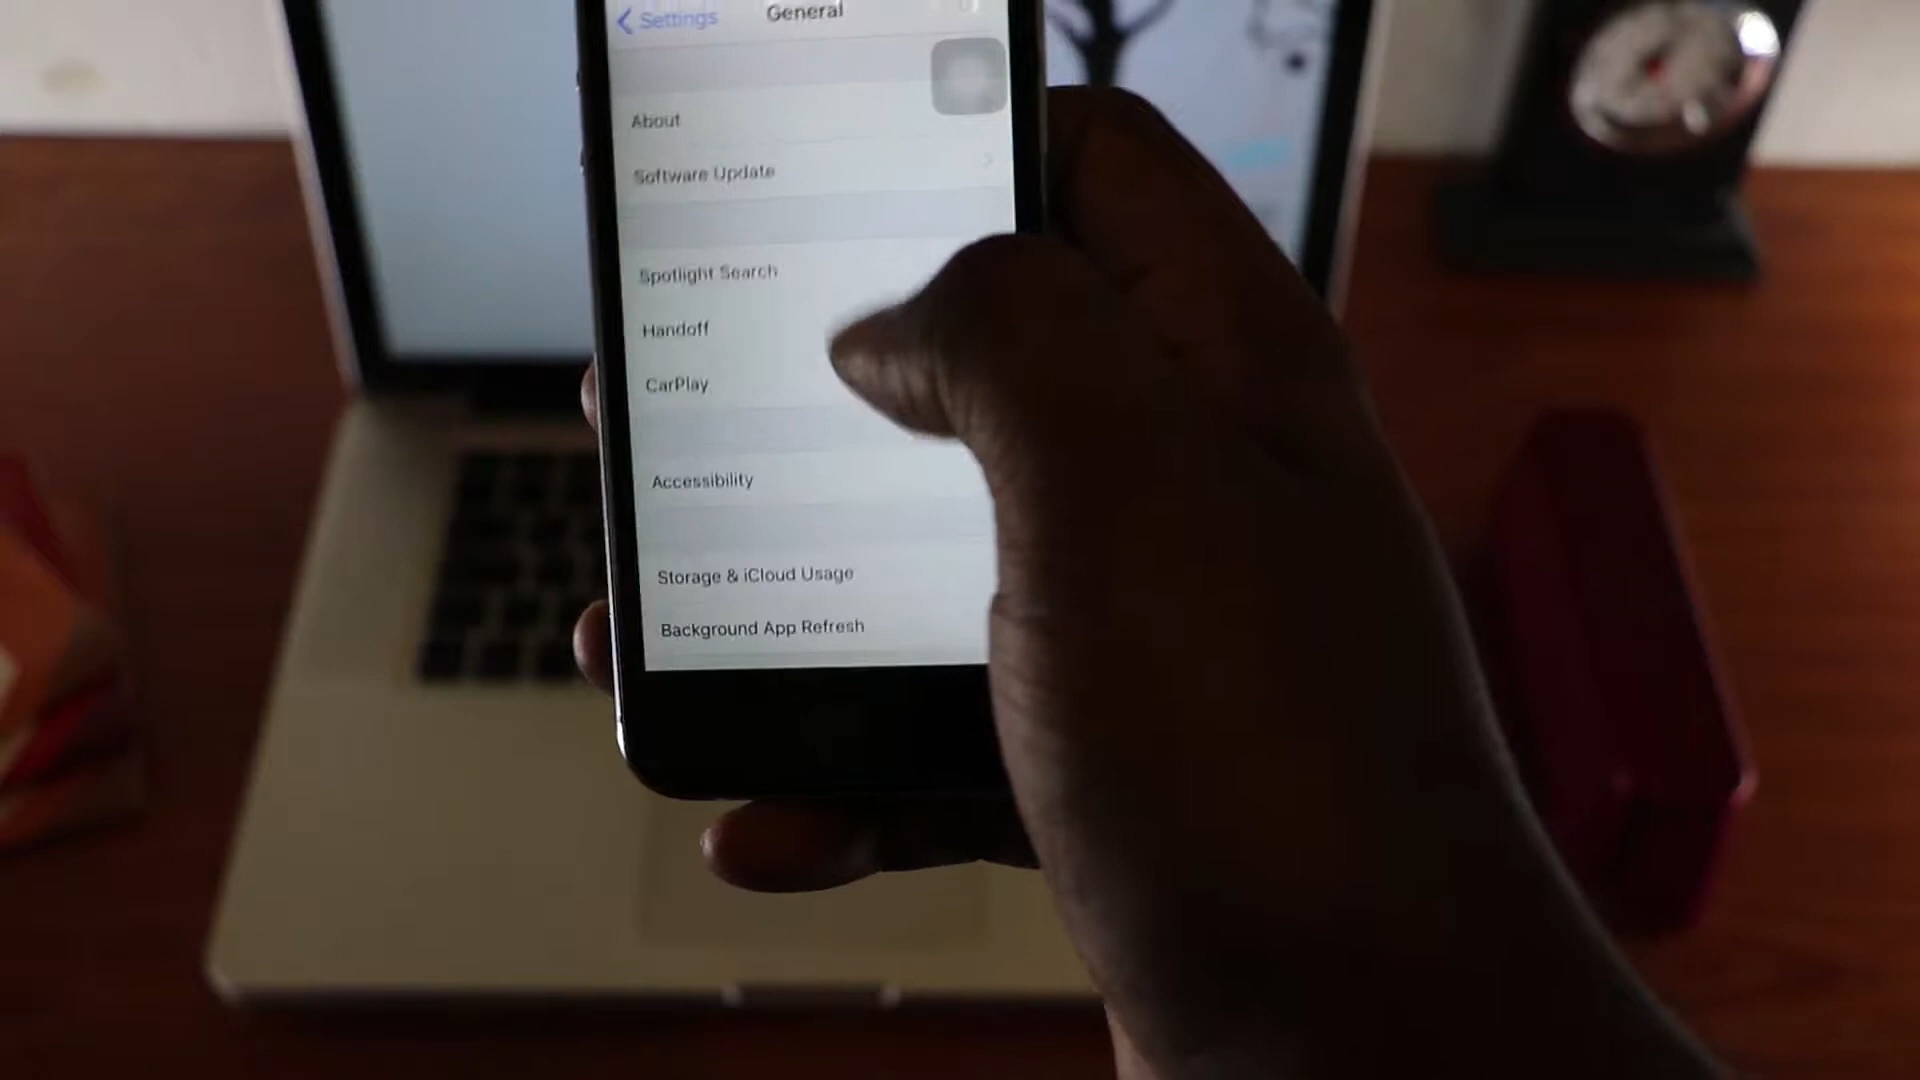 Settings
General
About
Software Update
Spotlight Search
Handoff
CarPlay
Accessibility
Storage & iCloud Usage
Background App Refresh